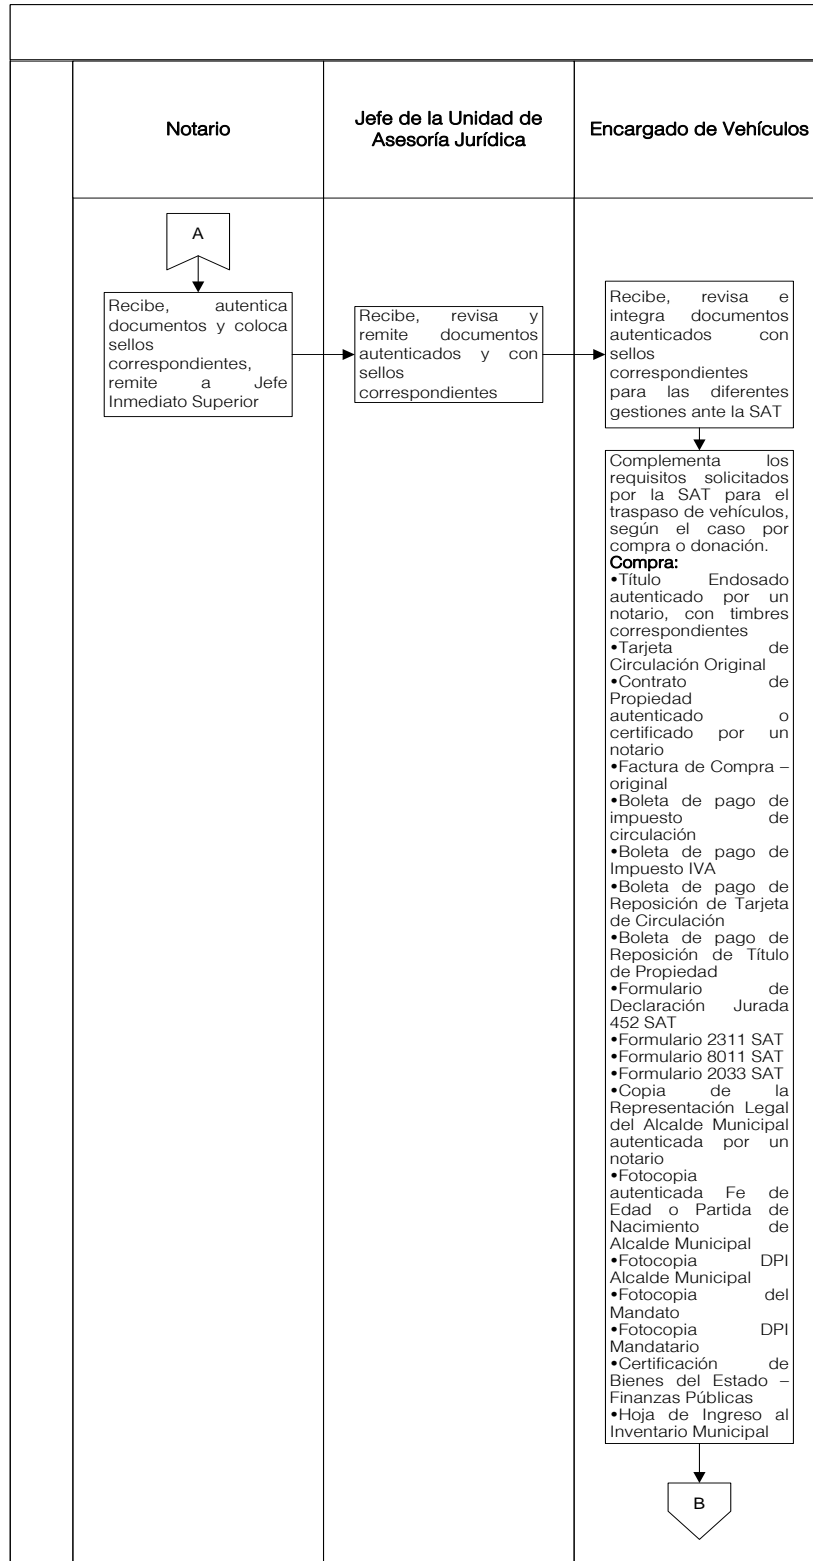 Notario
Jefe de la Unidad de
Asesoría Jurídica
Encargado de Vehículos
A
Recibe, autentica
documentos y coloca
sellos
correspondientes,
remite a Jefe
Inmediato Superior
Recibe, revisa y
remite documentos
autenticados y con
sellos
correspondientes
Recibe, revisa e
integra documentos
autenticados con
sellos
correspondientes
para las diferentes
gestiones ante la SAT
Complementa los
requisitos solicitados
por la SAT para el
traspaso de vehículos,
según el caso por
compra o donación.
Compra:
•Título Endosado
autenticado por un
notario, con timbres
correspondientes
•Tarjeta de
Circulación Original
•Contrato de
Propiedad
autenticado o
certificado por un
notario
•Factura de Compra –
original
•Boleta de pago de
impuesto de
circulación
•Boleta de pago de
Impuesto IVA
•Boleta de pago de
Reposición de Tarjeta
de Circulación
•Boleta de pago de
Reposición de Título
de Propiedad
•Formulario de
Declaración Jurada
452 SAT
•Formulario 2311 SAT
•Formulario 8011 SAT
•Formulario 2033 SAT
•Copia de la
Representación Legal
del Alcalde Municipal
autenticada por un
notario
•Fotocopia
autenticada Fe de
Edad o Partida de
Nacimiento de
Alcalde Municipal
•Fotocopia DPI
Alcalde Municipal
•Fotocopia del
Mandato
•Fotocopia DPI
Mandatario
•Certificación de
Bienes del Estado –
Finanzas Públicas
•Hoja de Ingreso al
Inventario Municipal
B